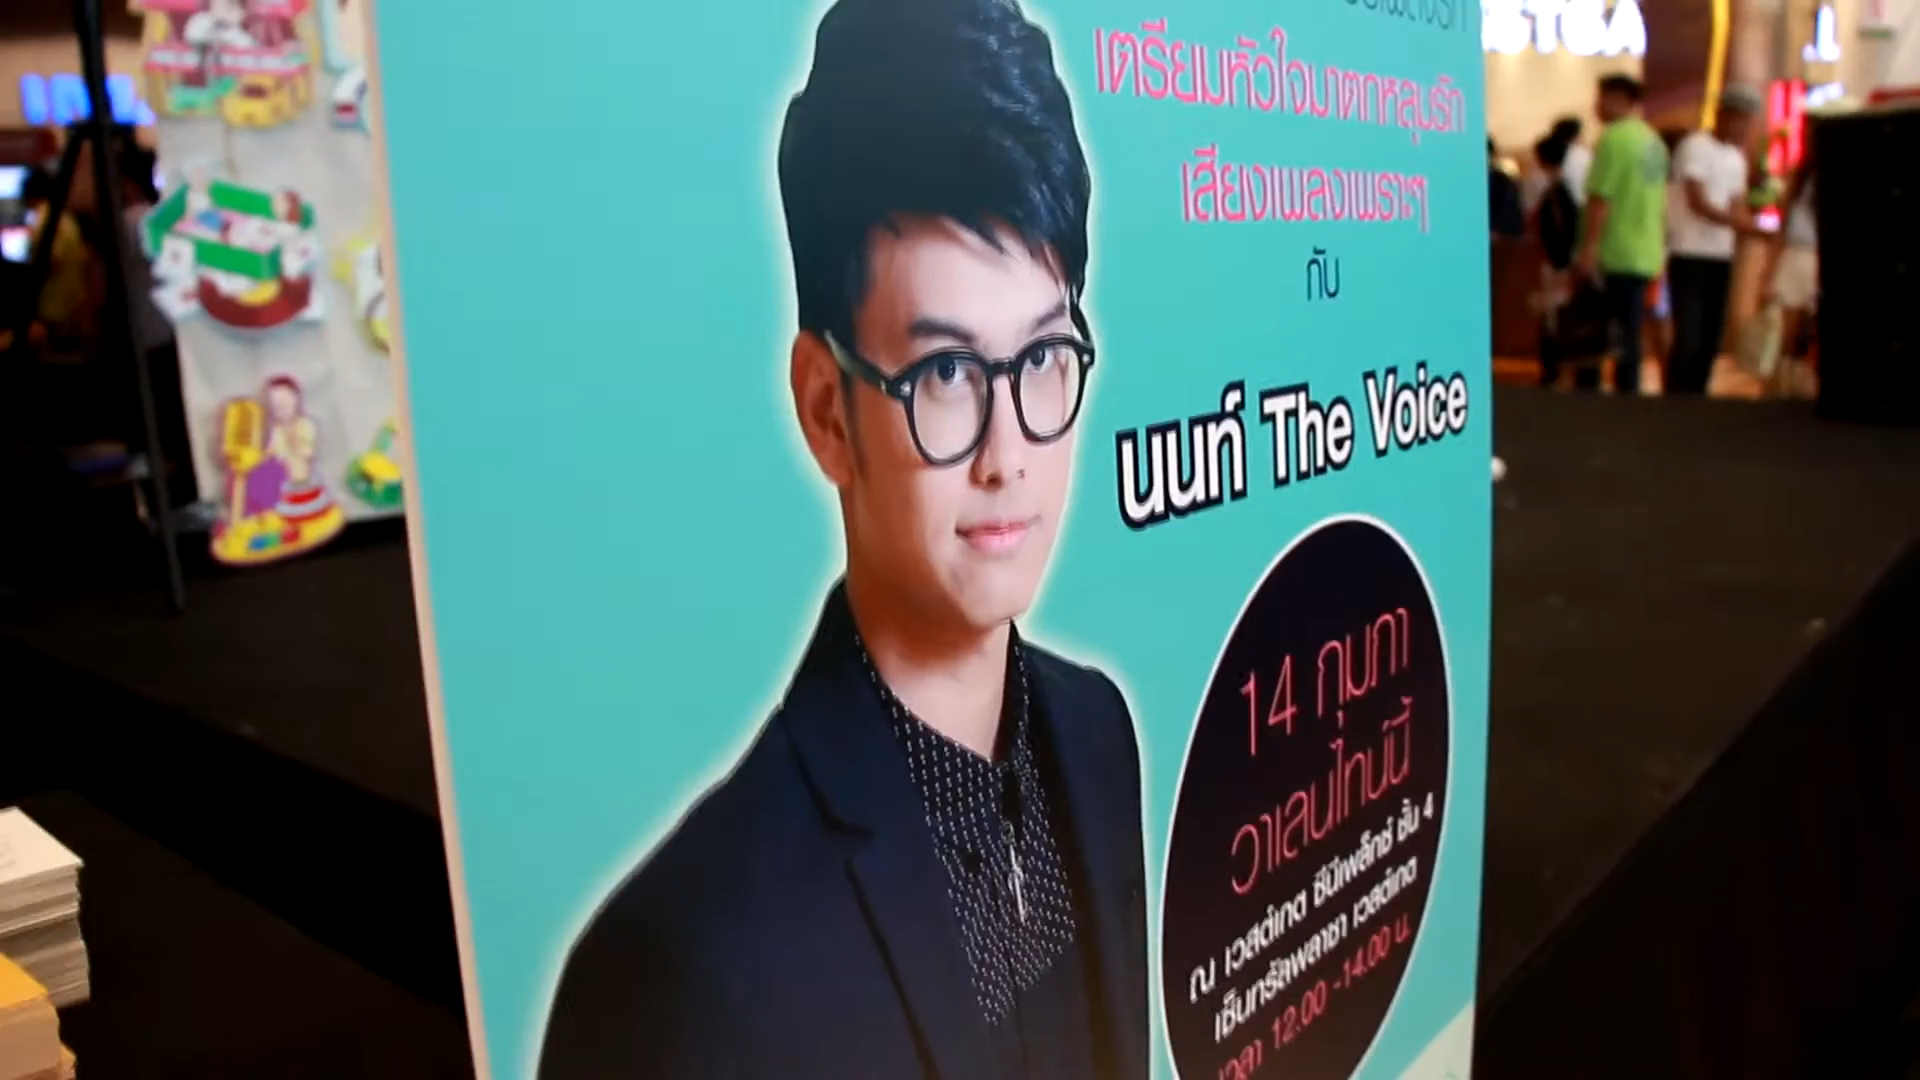 เตรียมหัวใจมาตกหลุมรัก
เสียงเพลงเพราะๆ
กับ
นนท์ The Voice
14 กุมภา
วาเลนไทน์นี้
ณ เวสต์เกต ซีนีเพล็กซ์ ชั้น 4
เซ็นทรัลพลาซา เวสต์เกต
เวลา 12.00 -14.00 น.